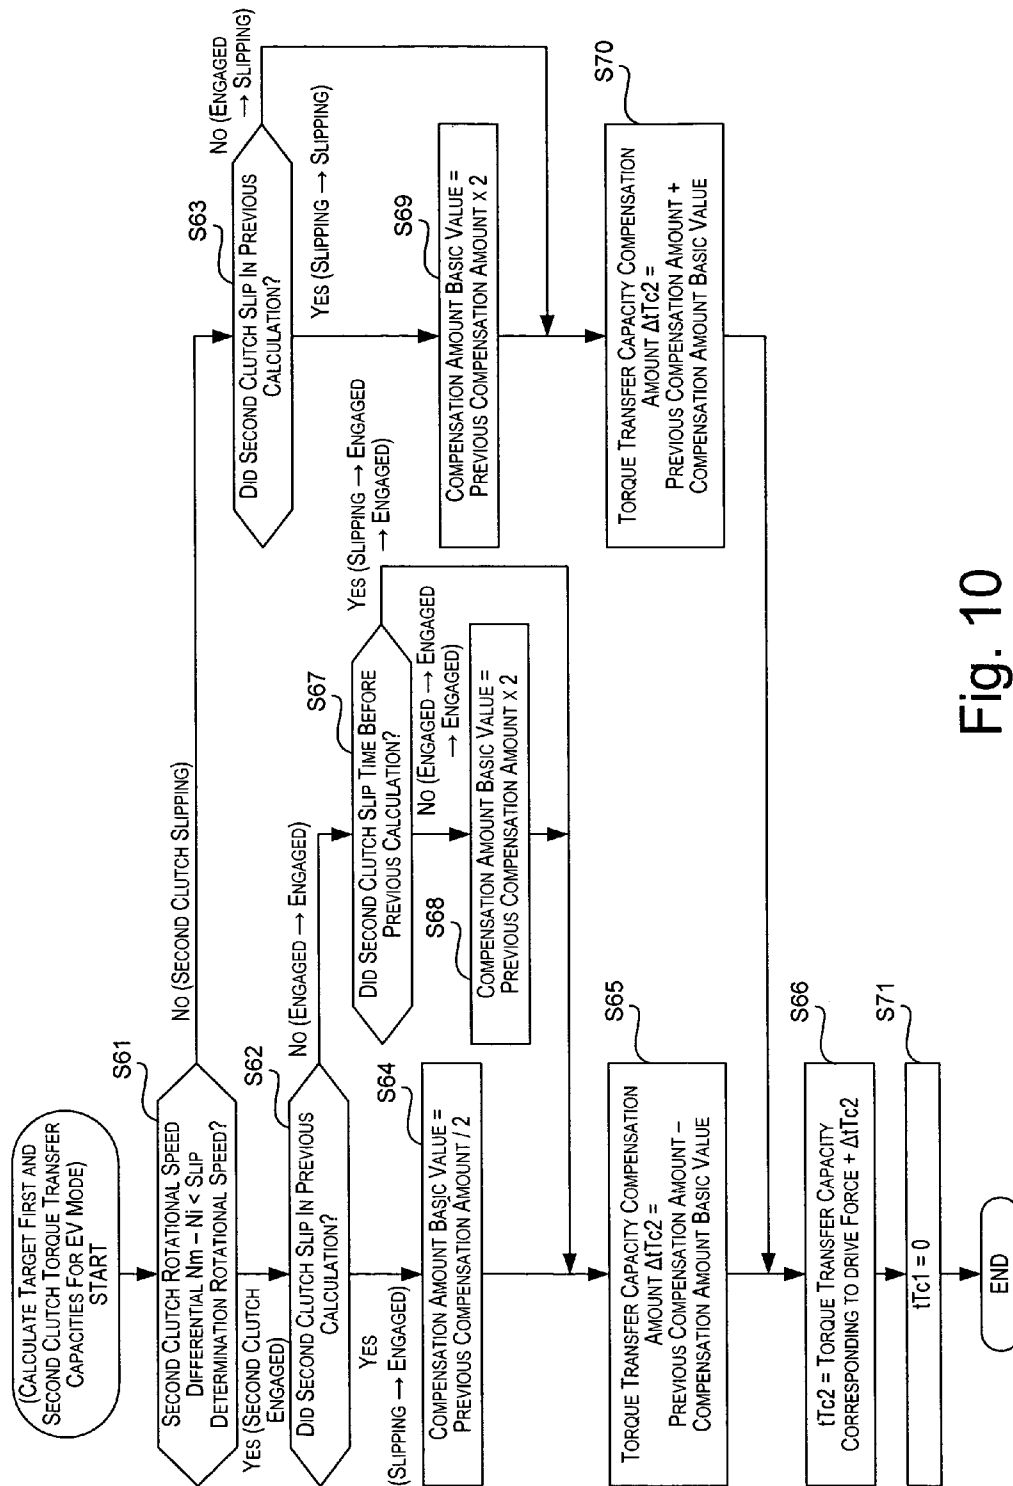 (CALCULATE TARGET FIRST AND
SECOND CLUTCH TORQUE TRANSFER
CAPACITIES FOR EV MODE)
START
S61
SECOND CLUTCH ROTATIONAL SPEED
DIFFERENTIAL Nm – Ni < SLIP
DETERMINATION ROTATIONAL SPEED?
NO (SECOND CLUTCH SLIPPING)
YES (SECOND CLUTCH
ENGAGED)
S62
DID SECOND CLUTCH SLIP IN PREVIOUS
CALCULATION?
NO (ENGAGED → ENGAGED)
YES
(SLIPPING → ENGAGED)
S63
DID SECOND CLUTCH SLIP IN PREVIOUS
CALCULATION?
NO (ENGAGED
→ SLIPPING)
YES (SLIPPING → SLIPPING)
S67
DID SECOND CLUTCH SLIP TIME BEFORE
PREVIOUS CALCULATION?
YES (SLIPPING → ENGAGED
→ ENGAGED)
NO (ENGAGED → ENGAGED
→ ENGAGED)
S64
COMPENSATION AMOUNT BASIC VALUE =
PREVIOUS COMPENSATION AMOUNT / 2
S68
COMPENSATION AMOUNT BASIC VALUE =
PREVIOUS COMPENSATION AMOUNT x 2
S69
COMPENSATION AMOUNT BASIC VALUE =
PREVIOUS COMPENSATION AMOUNT x 2
S65
TORQUE TRANSFER CAPACITY COMPENSATION
AMOUNT ΔtTc2 =
PREVIOUS COMPENSATION AMOUNT –
COMPENSATION AMOUNT BASIC VALUE
S70
TORQUE TRANSFER CAPACITY COMPENSATION
AMOUNT ΔtTc2 =
PREVIOUS COMPENSATION AMOUNT +
COMPENSATION AMOUNT BASIC VALUE
S66
tTc2 = TORQUE TRANSFER CAPACITY
CORRESPONDING TO DRIVE FORCE + ΔtTc2
S71
tTc1 = 0
END
Fig. 10